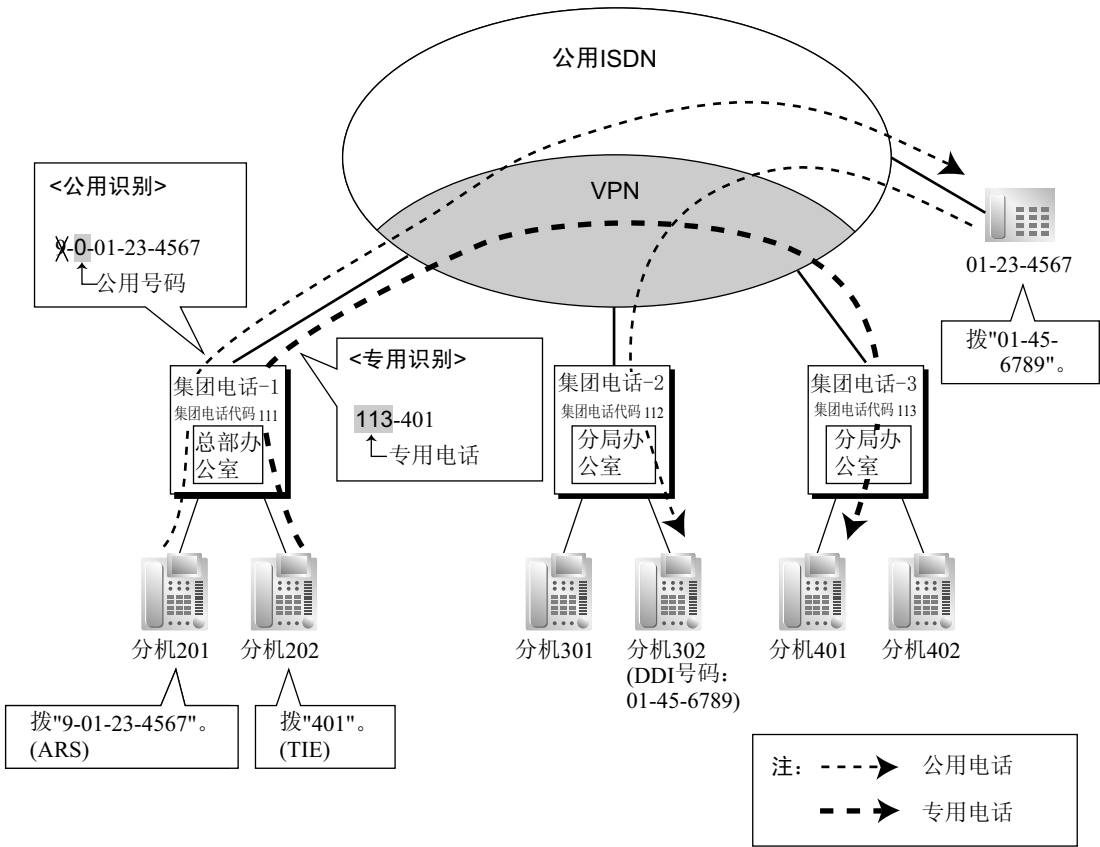 公用ISDN
VPN
<公用识别>
9-0-01-23-4567
公用号码
01-23-4567
拨"01-45-
6789"。
<专用识别>
113-401
专用电话
集团电话-1
集团电话代码 111
总部办
公室
集团电话-2
集团电话代码 112
分局办
公室
集团电话-3
集团电话代码 113
分局办
公室
分机201
分机202
分机301
分机302
(DDI号码：
01-45-6789)
分机401
分机402
拨"9-01-23-4567"。
(ARS)
拨"401"。
(TIE)
注：
公用电话
专用电话